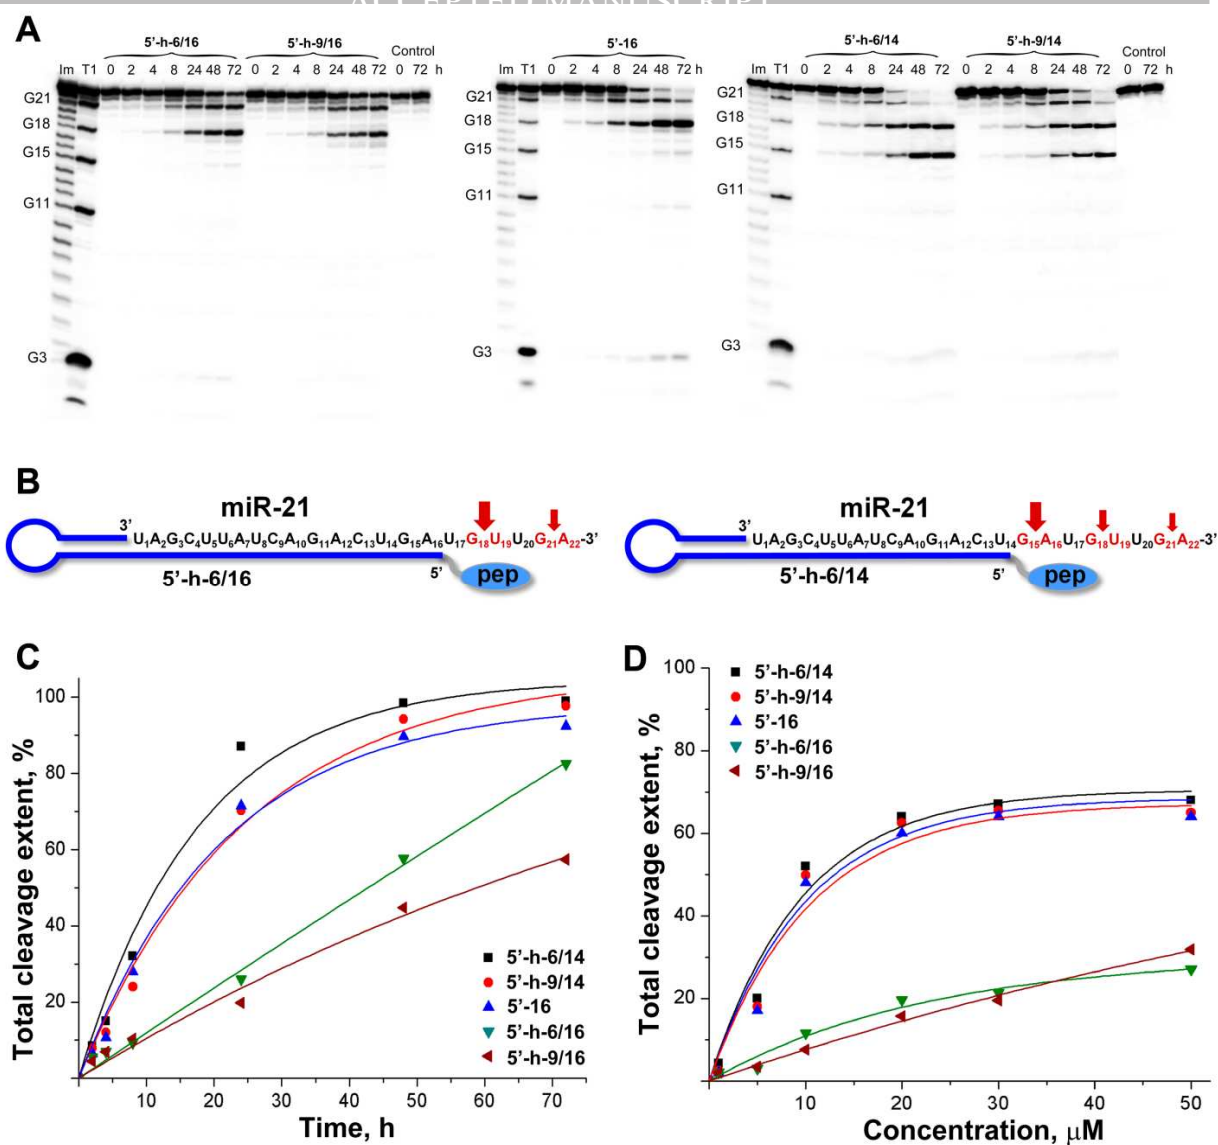 ACCEPTED MANUSCRIPT
A
5'-h-6/16 5'-h-9/16 Control
Im T1 0 2 4 8 24 48 72 0 2 4 8 24 48 72 0 72 h
G21
G18
G15
G11
G3
5'-16
Im T1 0 2 4 8 24 48 72 h
G21
G18
G15
G11
G3
5'-h-6/14 5'-h-9/14 Control
Im T1 0 2 4 8 24 48 72 0 2 4 8 24 48 72 0 72 h
G21
G18
G15
G11
G3
B
miR-21
3' U1A2G3C4U5U6A7U8C9A10G11A12C13U14G15A16U17G18U19U20G21A22-3'
5'-h-6/16 5' pep
miR-21
3' U1A2G3C4U5U6A7U8C9A10G11A12C13U14G15A16U17G18U19U20G21A22-3'
5'-h-6/14 5' pep
C
Total cleavage extent, %
100
80
60
40
20
5'-h-6/14
5'-h-9/14
5'-16
5'-h-6/16
5'-h-9/16
10 20 30 40 50 60 70
Time, h
D
Total cleavage extent, %
100
80
60
40
20
5'-h-6/14
5'-h-9/14
5'-16
5'-h-6/16
5'-h-9/16
10 20 30 40 50
Concentration, μM